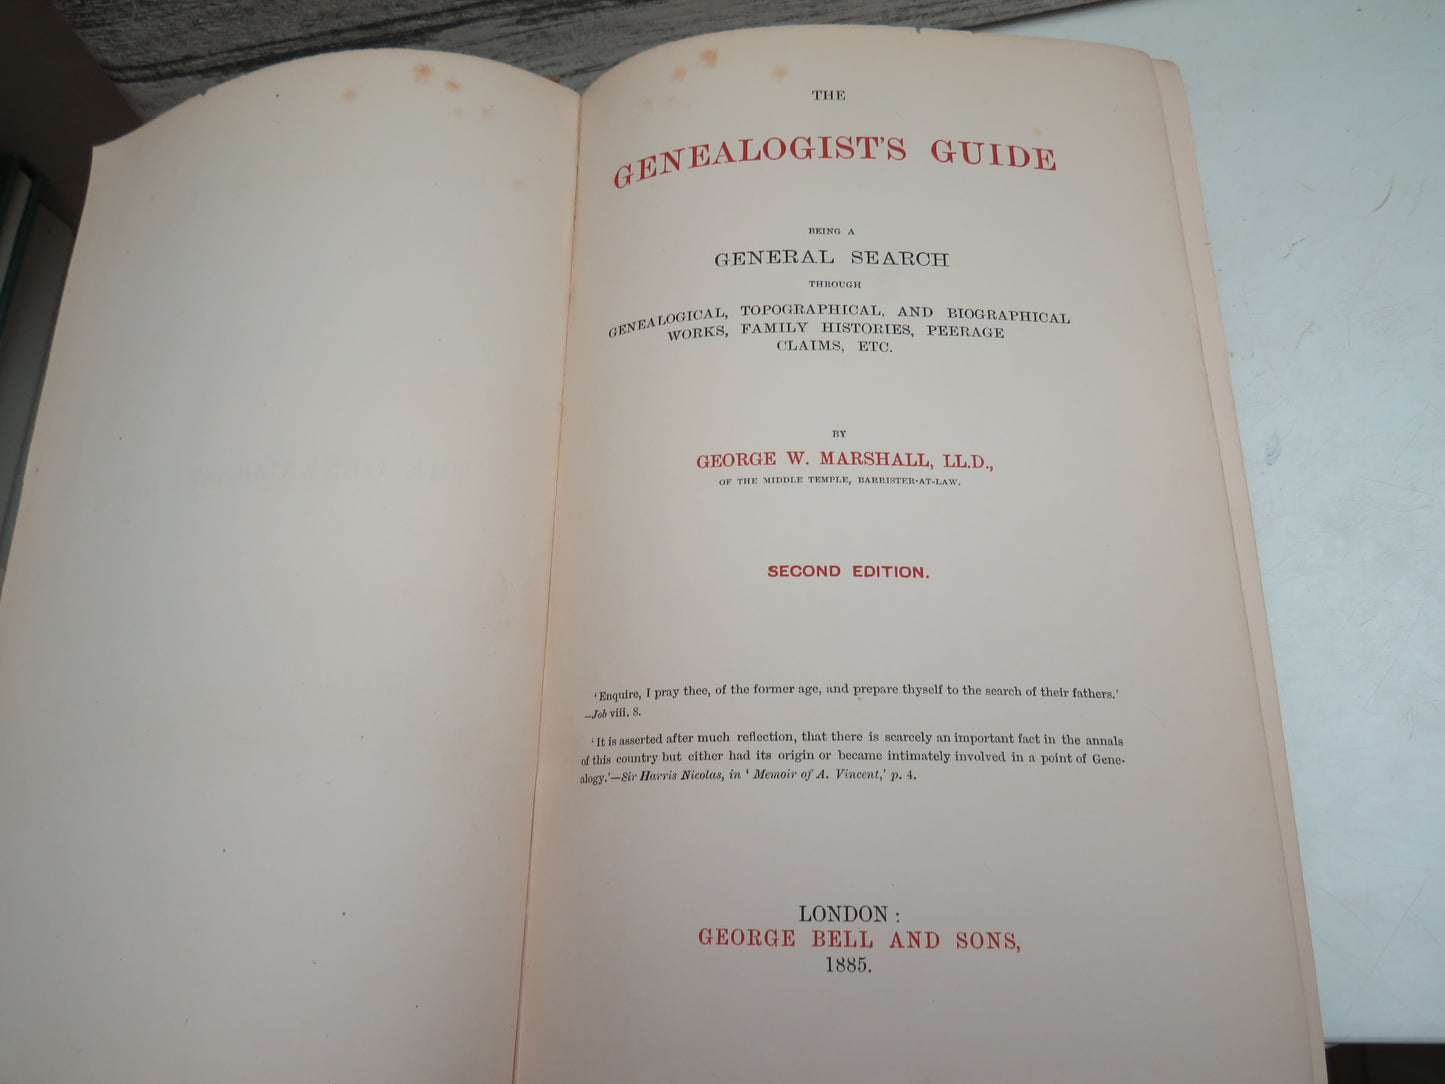 THE
GENEALOGIST'S GUIDE
BEING A
GENERAL SEARCH
THROUGH
GENEALOGICAL, TOPOGRAPHICAL, AND BIOGRAPHICAL
WORKS, FAMILY HISTORIES, PEERAGE
CLAIMS, ETC.
BY
GEORGE W. MARSHALL, LL.D.,
OF THE MIDDLE TEMPLE, BARRISTER-AT-LAW.
SECOND EDITION.
'Enquire, I pray thee, of the former age, and prepare thyself to the search of their fathers.'
—Job viii. 8.
'It is asserted after much reflection, that there is scarcely an important fact in the annals
of this country but either had its origin or became intimately involved in a point of Gene-
alogy.'—Sir Harris Nicolas, in 'Memoir of A. Vincent,' p. 4.
LONDON:
GEORGE BELL AND SONS,
1885.